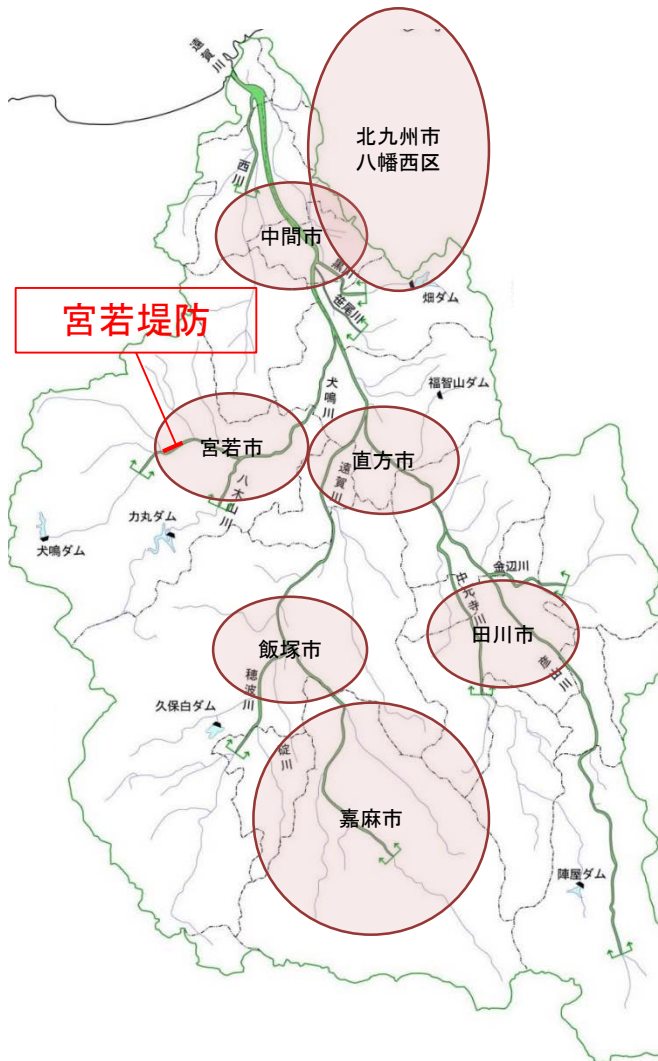 遠賀川
北九州市
八幡西区
西川
中間市
黒川
笹尾川
畑ダム
宮若堤防
福智山ダム
犬鳴川
宮若市
直方市
遠賀川
八木山川
力丸ダム
犬鳴ダム
金辺川
中元寺川
田川市
彦山川
飯塚市
穂波川
久保白ダム
碇川
嘉麻市
陣屋ダム